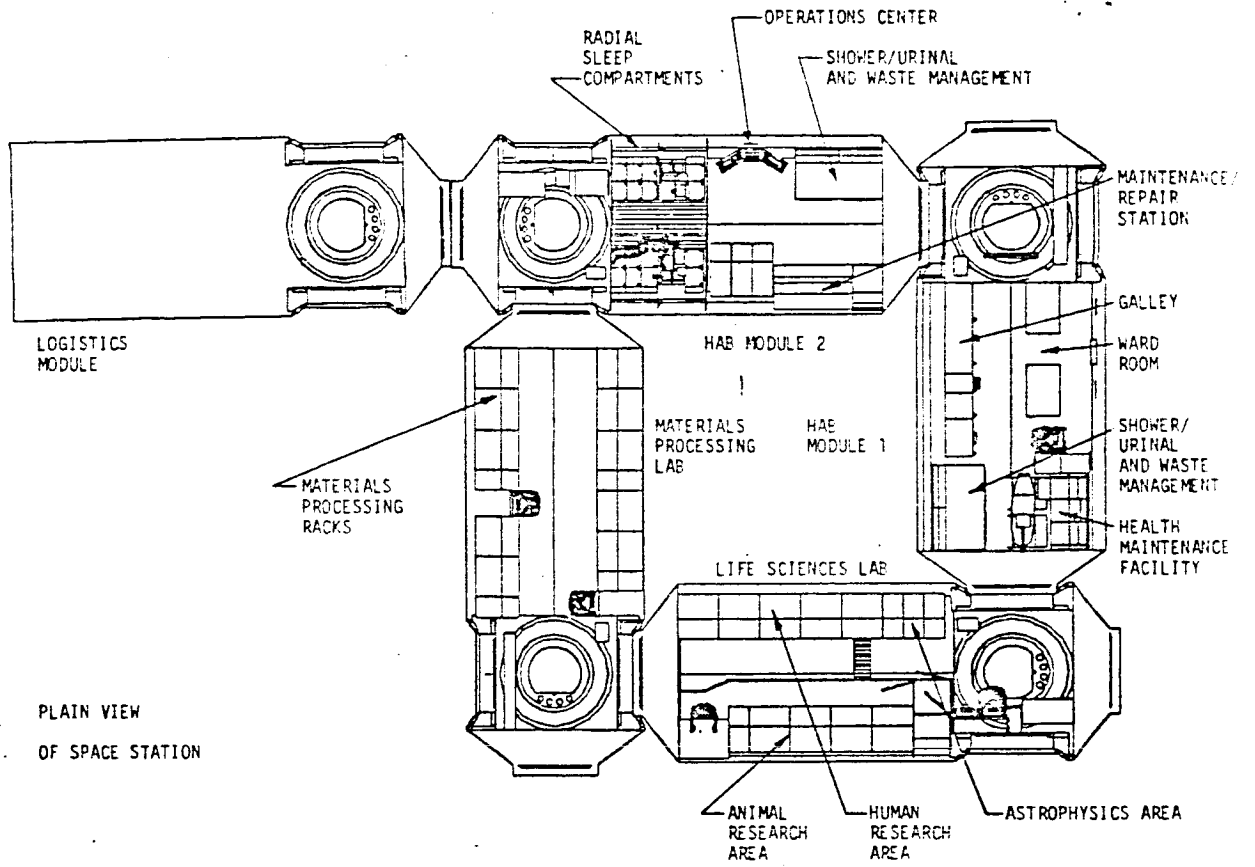 OPERATIONS CENTER
RADIAL
SLEEP
COMPARTMENTS
SHOWER/URINAL
AND WASTE MANAGEMENT
MAINTENANCE/
REPAIR
STATION
LOGISTICS
MODULE
HAB MODULE 2
GALLEY
WARD
ROOM
MATERIALS
PROCESSING
LAB
HAB
MODULE 1
SHOWER/
URINAL
AND WASTE
MANAGEMENT
MATERIALS
PROCESSING
RACKS
HEALTH
MAINTENANCE
FACILITY
LIFE SCIENCES LAB
PLAIN VIEW
OF SPACE STATION
ANIMAL
RESEARCH
AREA
HUMAN
RESEARCH
AREA
ASTROPHYSICS AREA